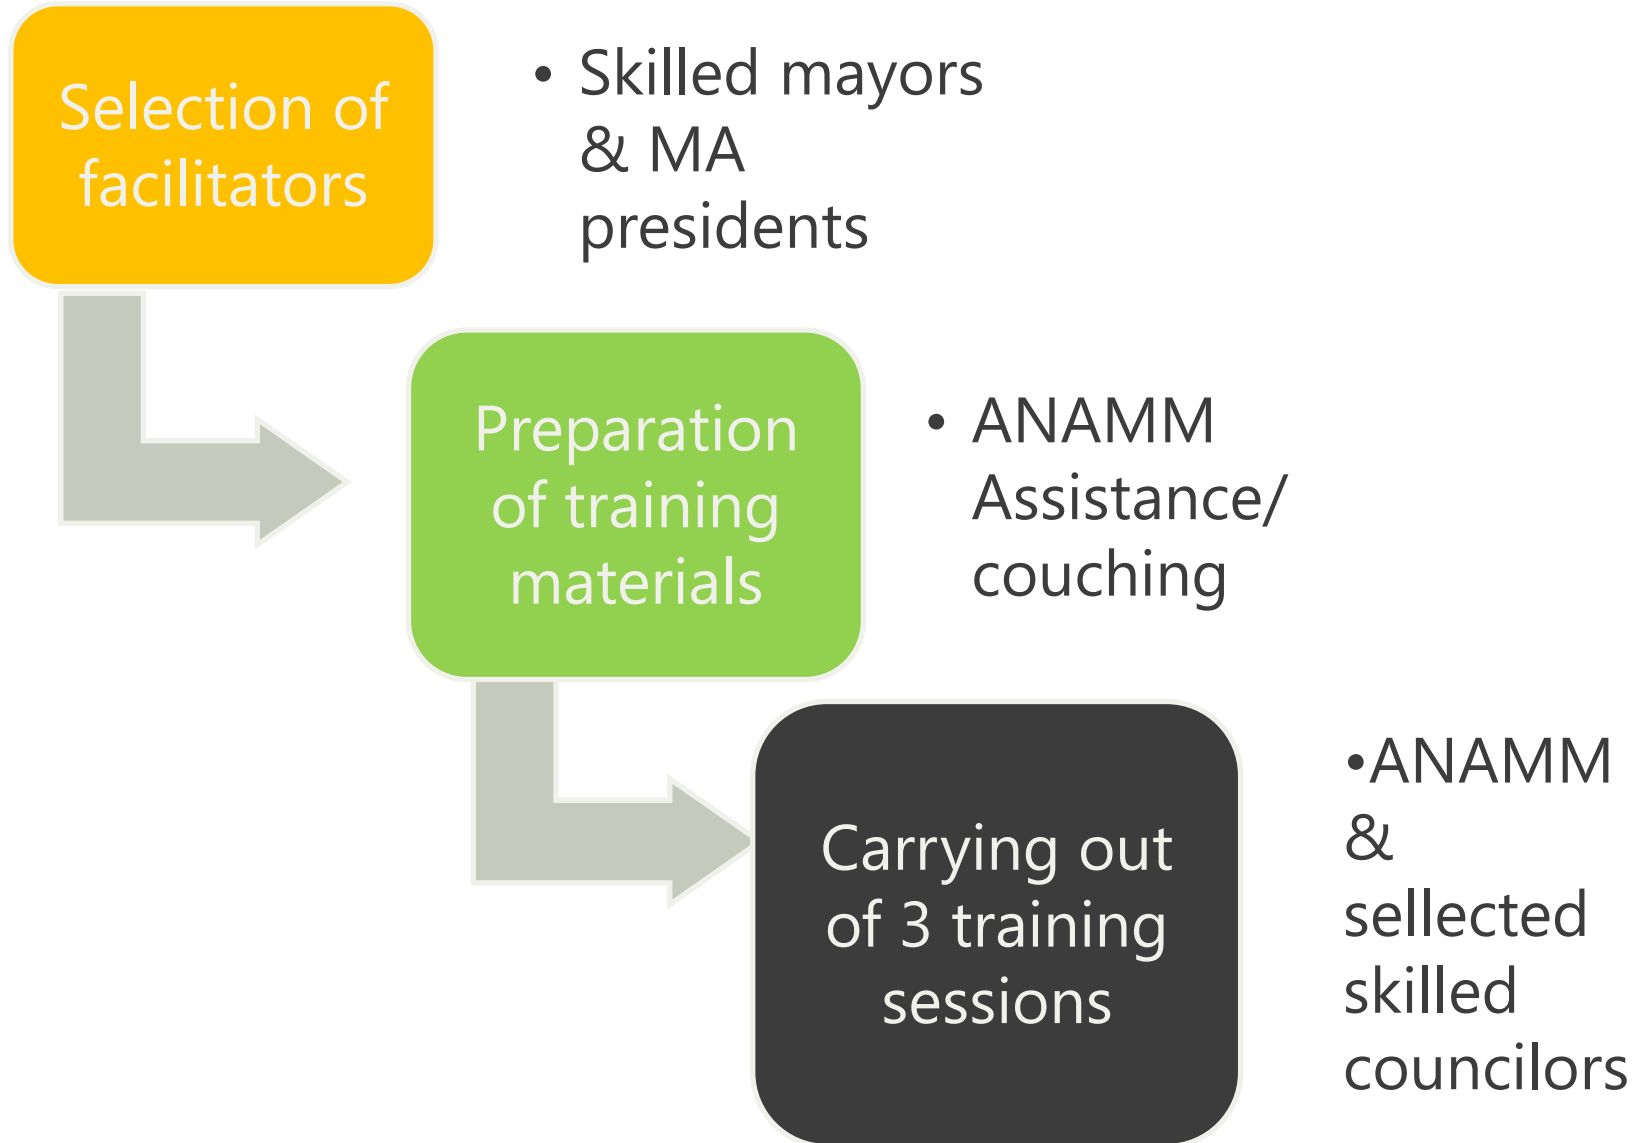 Selection of
facilitators
• Skilled mayors
& MA
presidents
Preparation
of training
materials
• ANAMM
Assistance/
couching
Carrying out
of 3 training
sessions
•ANAMM
&
sellected
skilled
councilors